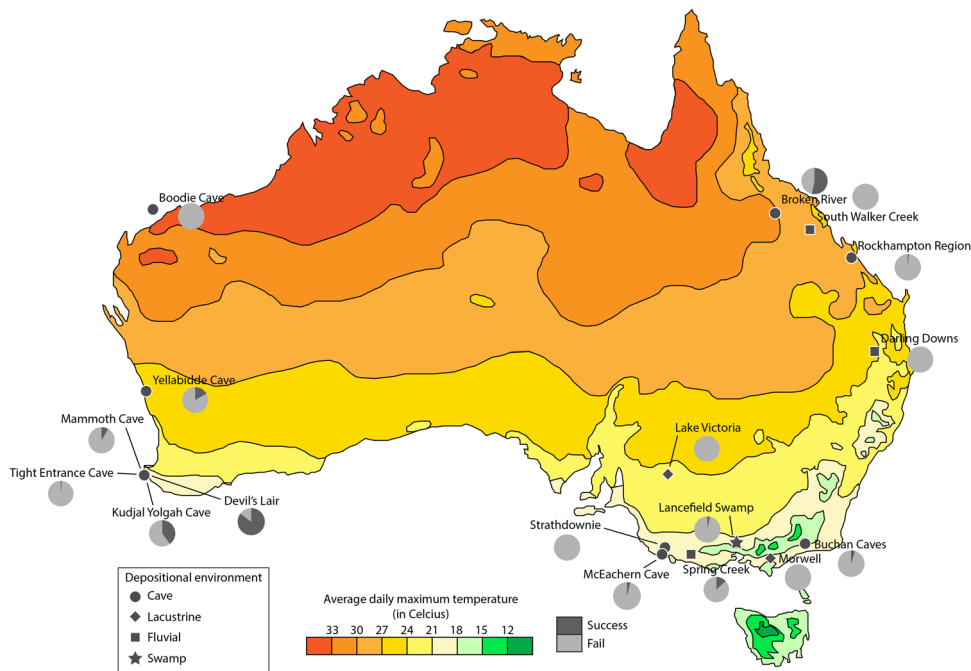 Boodie Cave
Broken River
South Walker Creek
Rockhampton Region
Darling Downs
Yellabidde Cave
Mammoth Cave
Lake Victoria
Tight Entrance Cave
Devil's Lair
Kudjal Yolgah Cave
Lancefield Swamp
Strathdownie
Buchan Caves
Morwell
Spring Creek
McEachern Cave
Depositional environment
Cave
Lacustrine
Fluvial
Swamp
Average daily maximum temperature
(in Celcius)
33 30 27 24 21 18 15 12
Success
Fail